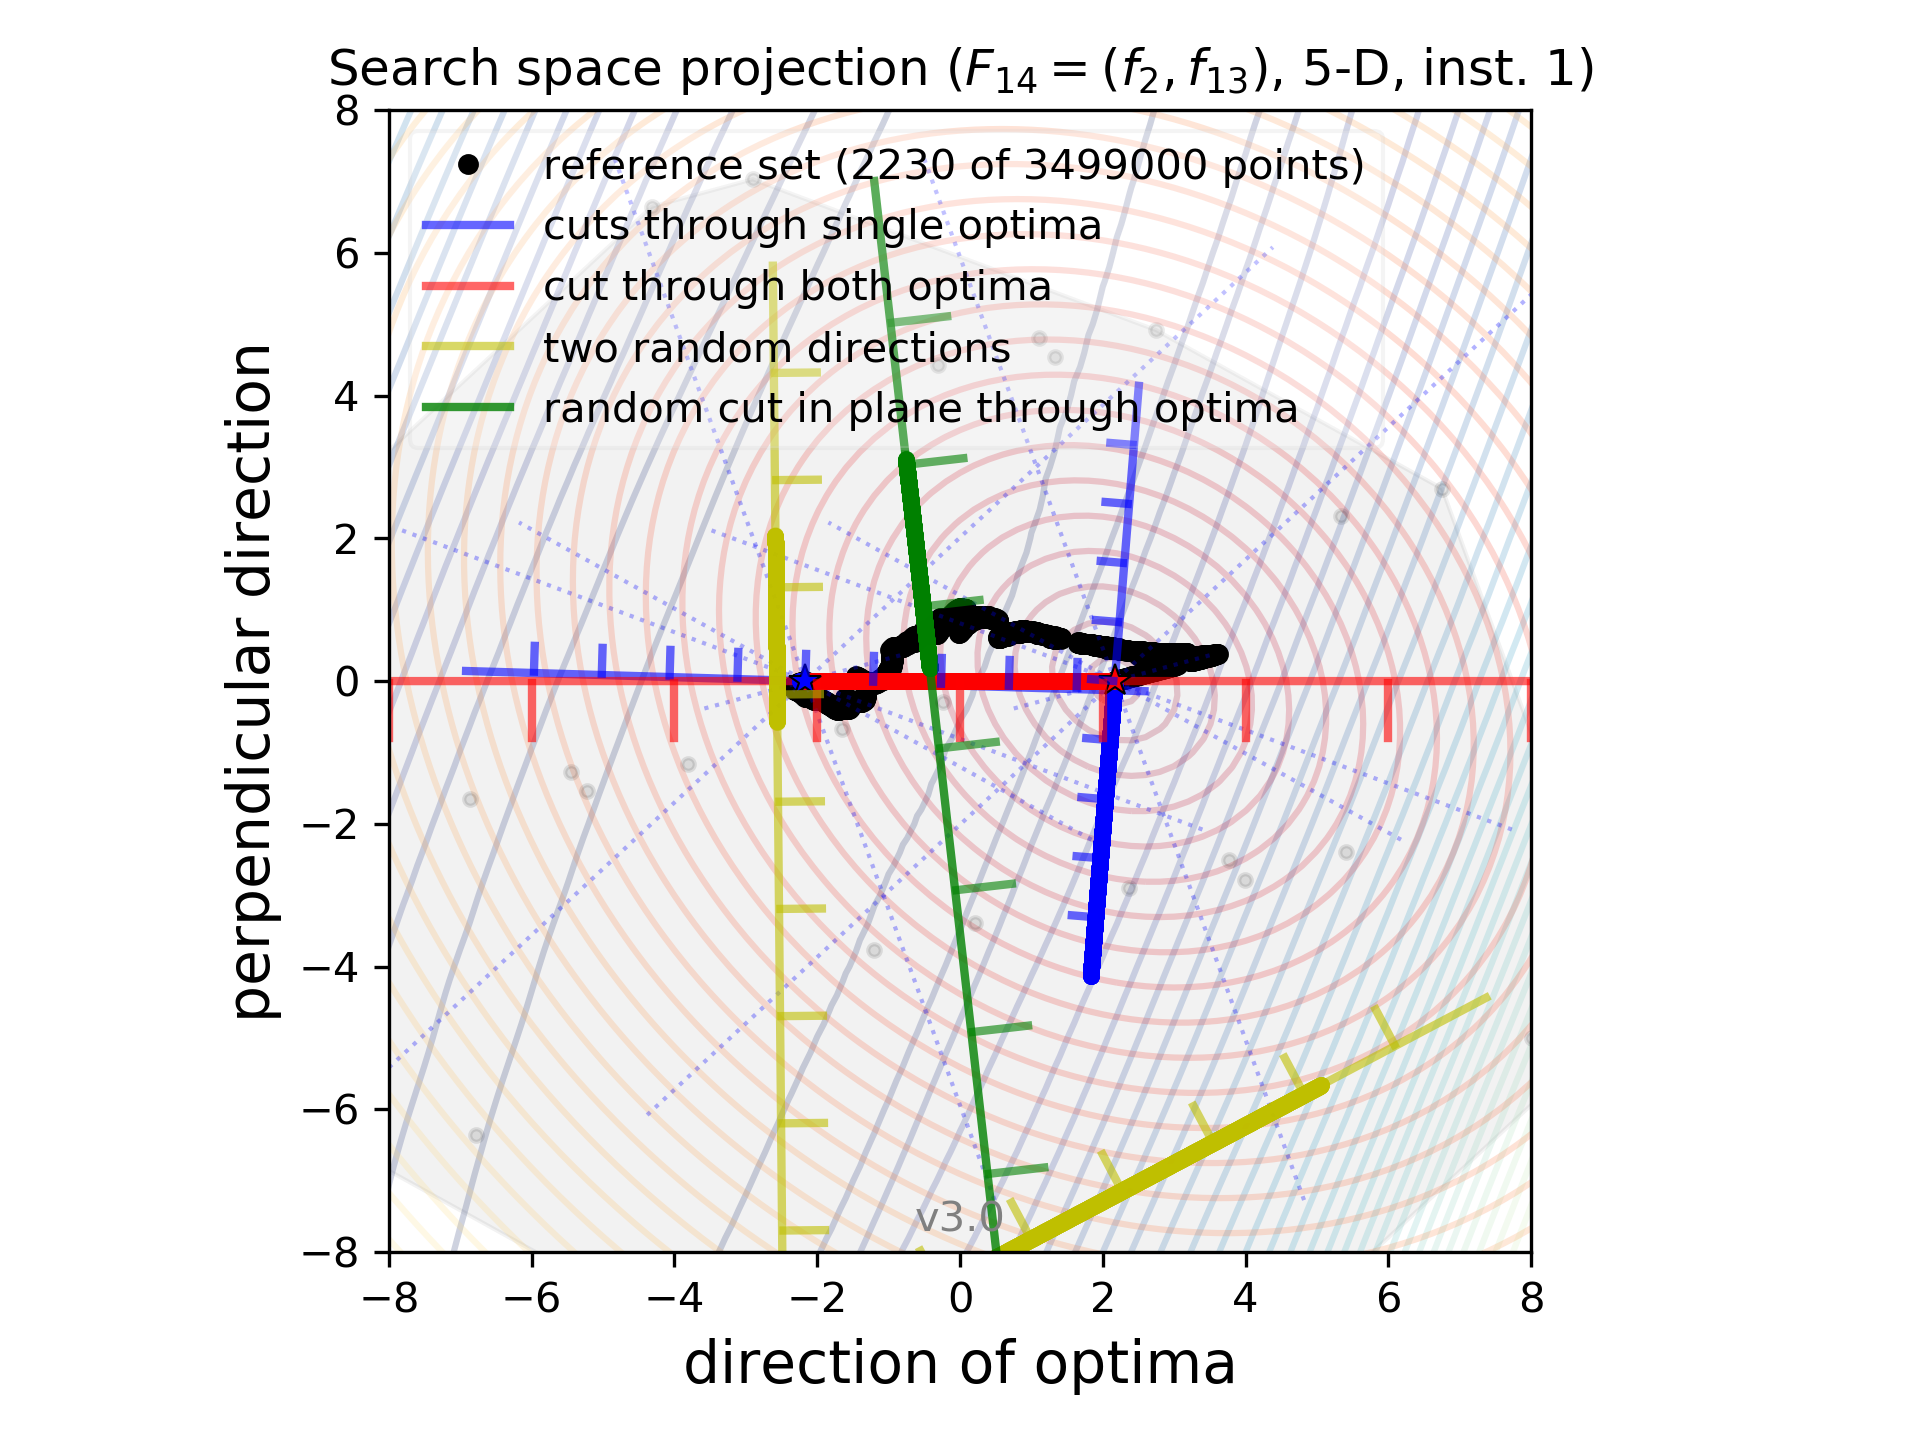 Search space projection (F₁₄ = (f₂, f₁₃), 5-D, inst. 1)
reference set (2230 of 3499000 points)
cuts through single optima
cut through both optima
two random directions
random cut in plane through optima
perpendicular direction
8
6
4
2
0
−2
−4
−6
−8
v3.0
−8 −6 −4 −2 0 2 4 6 8
direction of optima